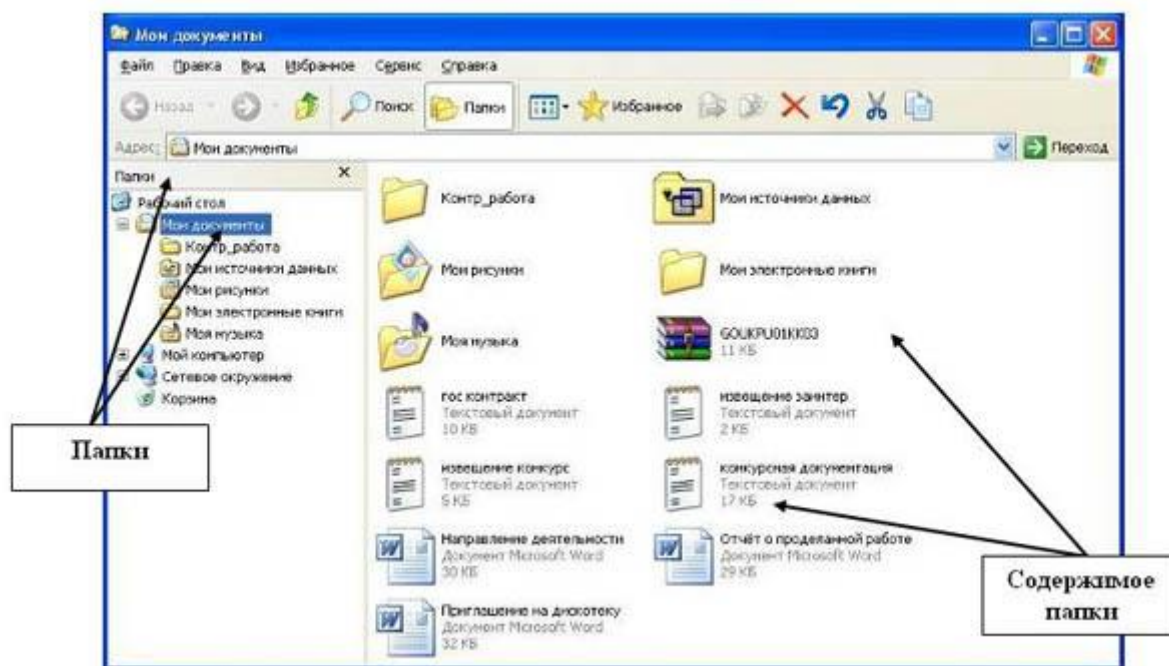 Мои документы
Файл Правка Вид Избранное Сервис Справка
Назад Поиск Папки Избранное
Адрес: Мои документы Переход
Папки
Рабочий стол
Мои документы
Контр_работа
Мои источники данных
Мои рисунки
Мои электронные книги
Моя музыка
Мой компьютер
Сетевое окружение
Корзина
Папки
Контр_работа
Мои источники данных
Мои рисунки
Мои электронные книги
Моя музыка
GOUKPU01KK03
11 КБ
гос контракт
Текстовый документ
10 КБ
извещение заинтер
Текстовый документ
2 КБ
извещение конкурс
Текстовый документ
5 КБ
конкурсная документация
Текстовый документ
17 КБ
Направление деятельности
Документ Microsoft Word
30 КБ
Отчёт о проделанной работе
Документ Microsoft Word
29 КБ
Приглашение на дискотеку
Документ Microsoft Word
32 КБ
Содержимое
папки